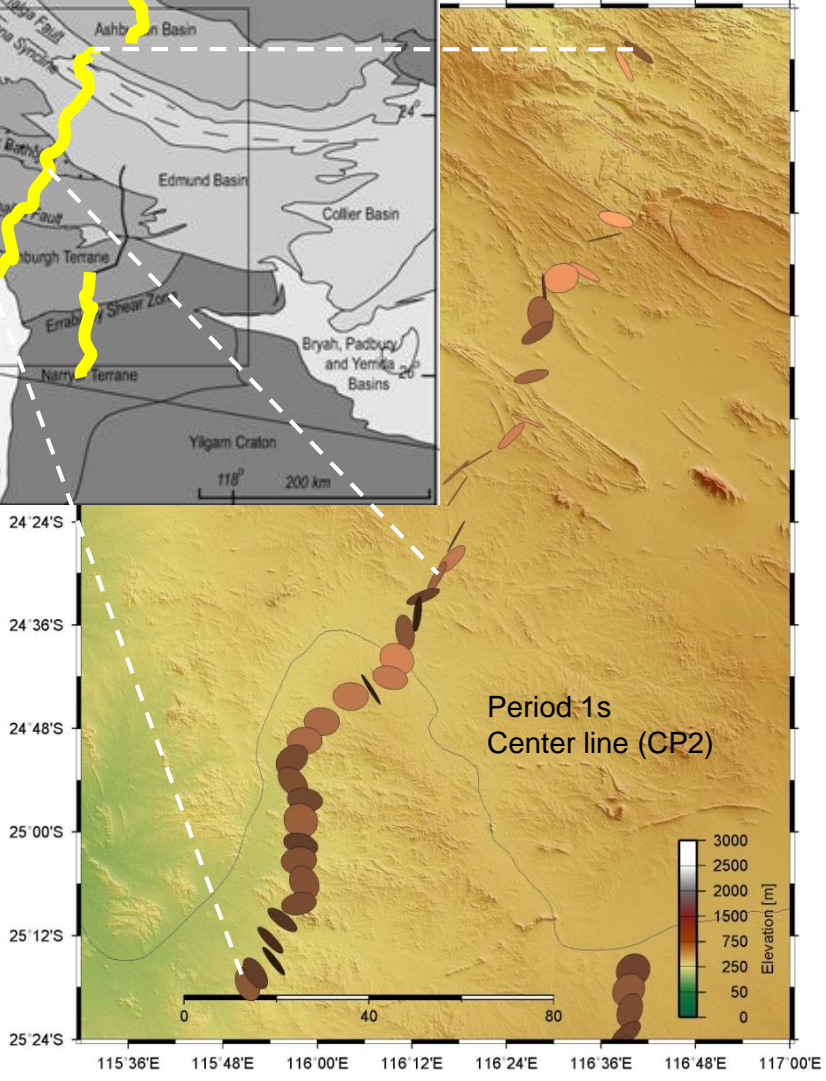 Fault
Syncline
Ashburton Basin
24°
Edmund Basin
Collier Basin
Fault
Terrane
Shear Zone
Bryah, Padbury
and Yerrida
Basins
Terrane
Yilgarn Craton
118°
200 km
24°24'S
24°36'S
24°48'S
25°00'S
25°12'S
25°24'S
Period 1s
Center line (CP2)
3000
2500
2000
1500
750
250
50
0
Elevation [m]
0
40
80
115°36'E
115°48'E
116°00'E
116°12'E
116°24'E
116°36'E
116°48'E
117°00'E